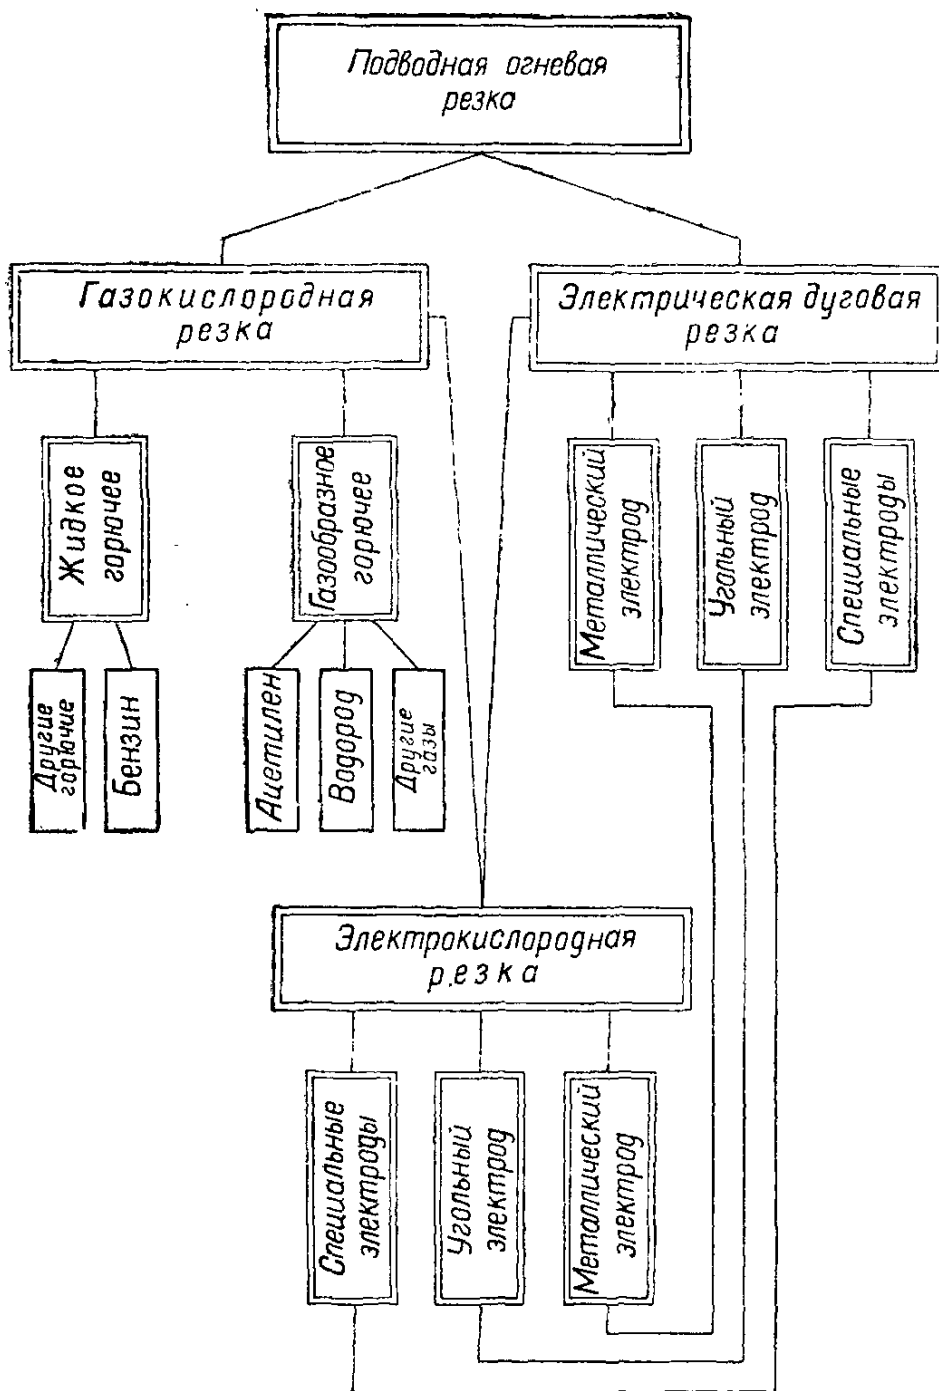 Подводная огневая
резка
Газокислородная
резка
Электрическая дуговая
резка
Жидкое
горючее
Газообразное
горючее
Металлический
электрод
Угольный
электрод
Специальные
электроды
Другие
горючие
Бензин
Ацетилен
Водород
Другие
газы
Электрокислородная
резка
Специальные
электроды
Угольный
электрод
Металлический
электрод